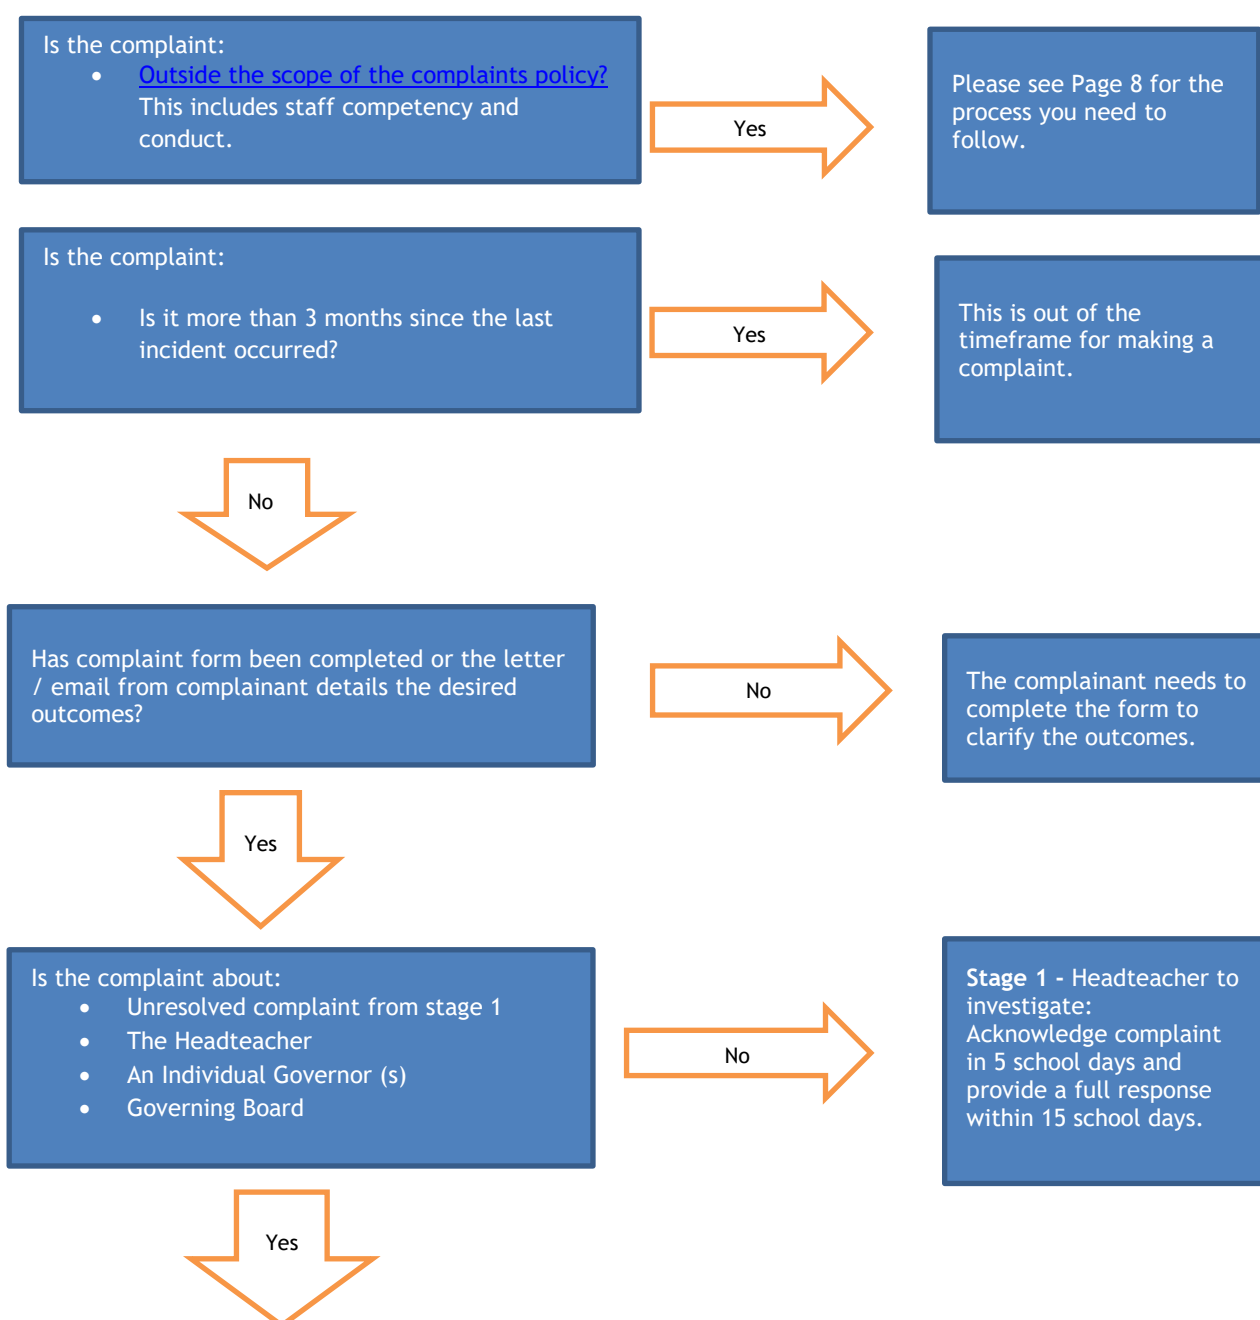 Is the complaint:
• Outside the scope of the complaints policy?
This includes staff competency and
conduct.
Yes
Please see Page 8 for the
process you need to
follow.
Is the complaint:
• Is it more than 3 months since the last
incident occurred?
Yes
This is out of the
timeframe for making a
complaint.
No
Has complaint form been completed or the letter
/ email from complainant details the desired
outcomes?
No
The complainant needs to
complete the form to
clarify the outcomes.
Yes
Is the complaint about:
• Unresolved complaint from stage 1
• The Headteacher
• An Individual Governor (s)
• Governing Board
No
Stage 1 - Headteacher to
investigate:
Acknowledge complaint
in 5 school days and
provide a full response
within 15 school days.
Yes